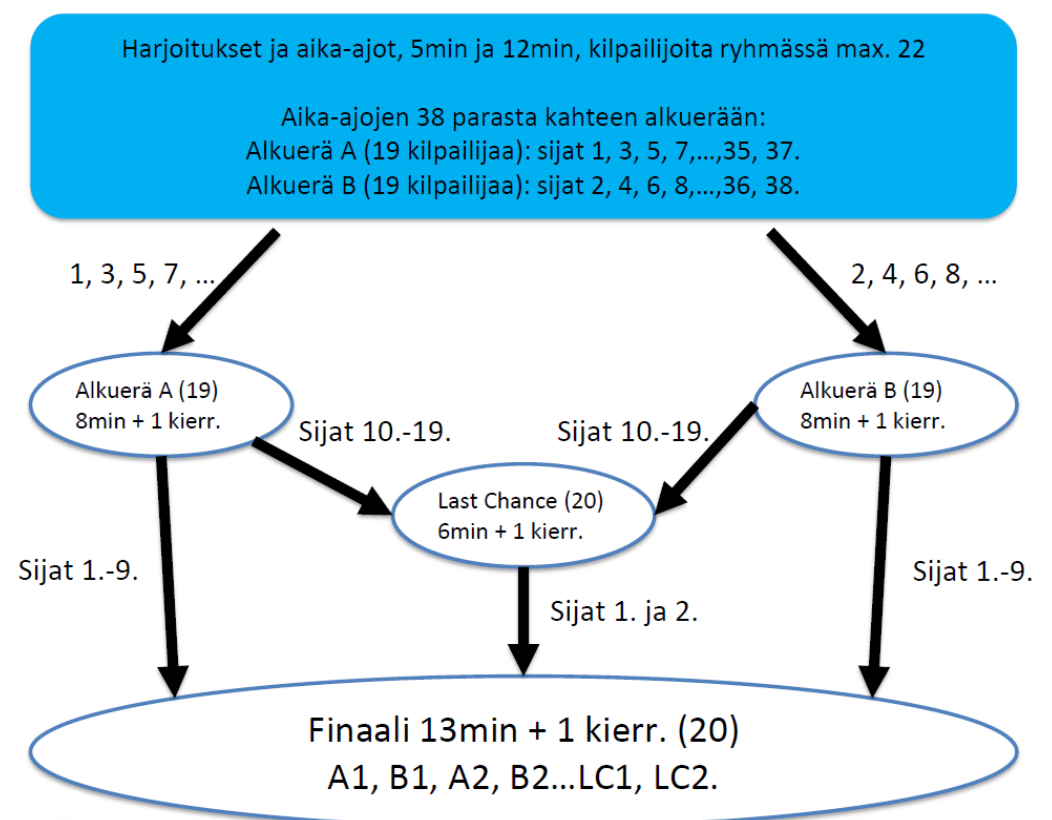 Harjoitukset ja aika-ajot, 5min ja 12min, kilpailijoita ryhmässä max. 22
Aika-ajojen 38 parasta kahteen alkuerään:
Alkuerä A (19 kilpailijaa): sijat 1, 3, 5, 7,...,35, 37.
Alkuerä B (19 kilpailijaa): sijat 2, 4, 6, 8,...,36, 38.
1, 3, 5, 7, ...
2, 4, 6, 8, ...
Alkuerä A (19)
8min + 1 kierr.
Alkuerä B (19)
8min + 1 kierr.
Sijat 10.-19.
Sijat 10.-19.
Last Chance (20)
6min + 1 kierr.
Sijat 1.-9.
Sijat 1.-9.
Sijat 1. ja 2.
Finaali 13min + 1 kierr. (20)
A1, B1, A2, B2...LC1, LC2.